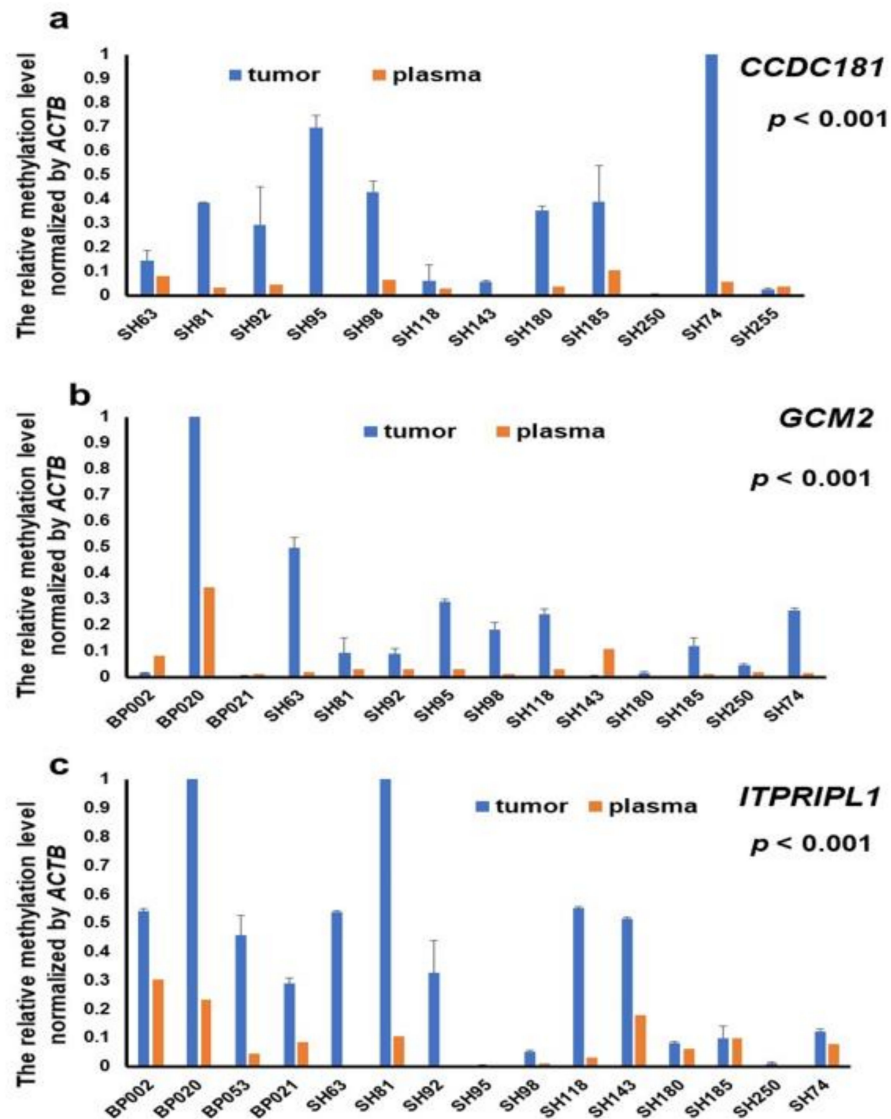 a
The relative methylation level
normalized by ACTB
1
0.9
0.8
0.7
0.6
0.5
0.4
0.3
0.2
0.1
0
tumor plasma
CCDC181
p < 0.001
SH63 SH81 SH92 SH95 SH98 SH118 SH143 SH180 SH185 SH250 SH74 SH255
b
The relative methylation level
normalized by ACTB
1
0.9
0.8
0.7
0.6
0.5
0.4
0.3
0.2
0.1
0
tumor plasma
GCM2
p < 0.001
BP002 BP020 BP021 SH63 SH81 SH92 SH95 SH98 SH118 SH143 SH180 SH185 SH250 SH74
c
The relative methylation level
normalized by ACTB
1
0.9
0.8
0.7
0.6
0.5
0.4
0.3
0.2
0.1
0
tumor plasma
ITPRIPL1
p < 0.001
BP002 BP020 BP053 BP021 SH63 SH81 SH92 SH95 SH98 SH118 SH143 SH180 SH185 SH250 SH74